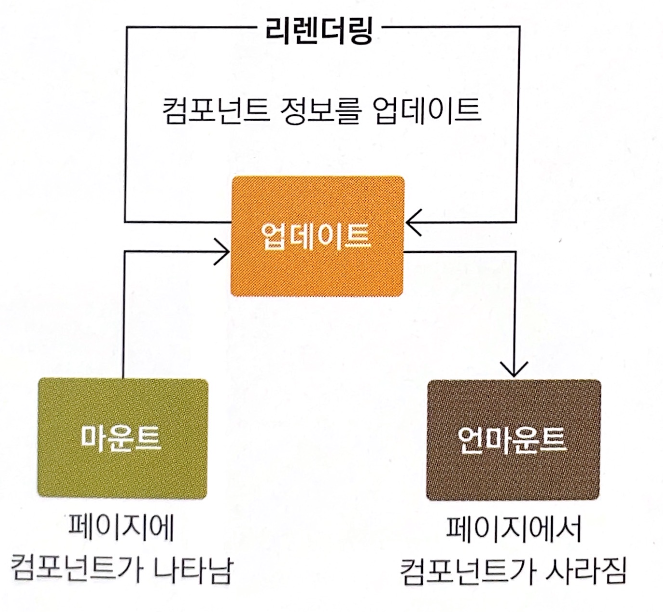 리렌더링
컴포넌트 정보를 업데이트
업데이트
마운트
언마운트
페이지에
컴포넌트가 나타남
페이지에서
컴포넌트가 사라짐